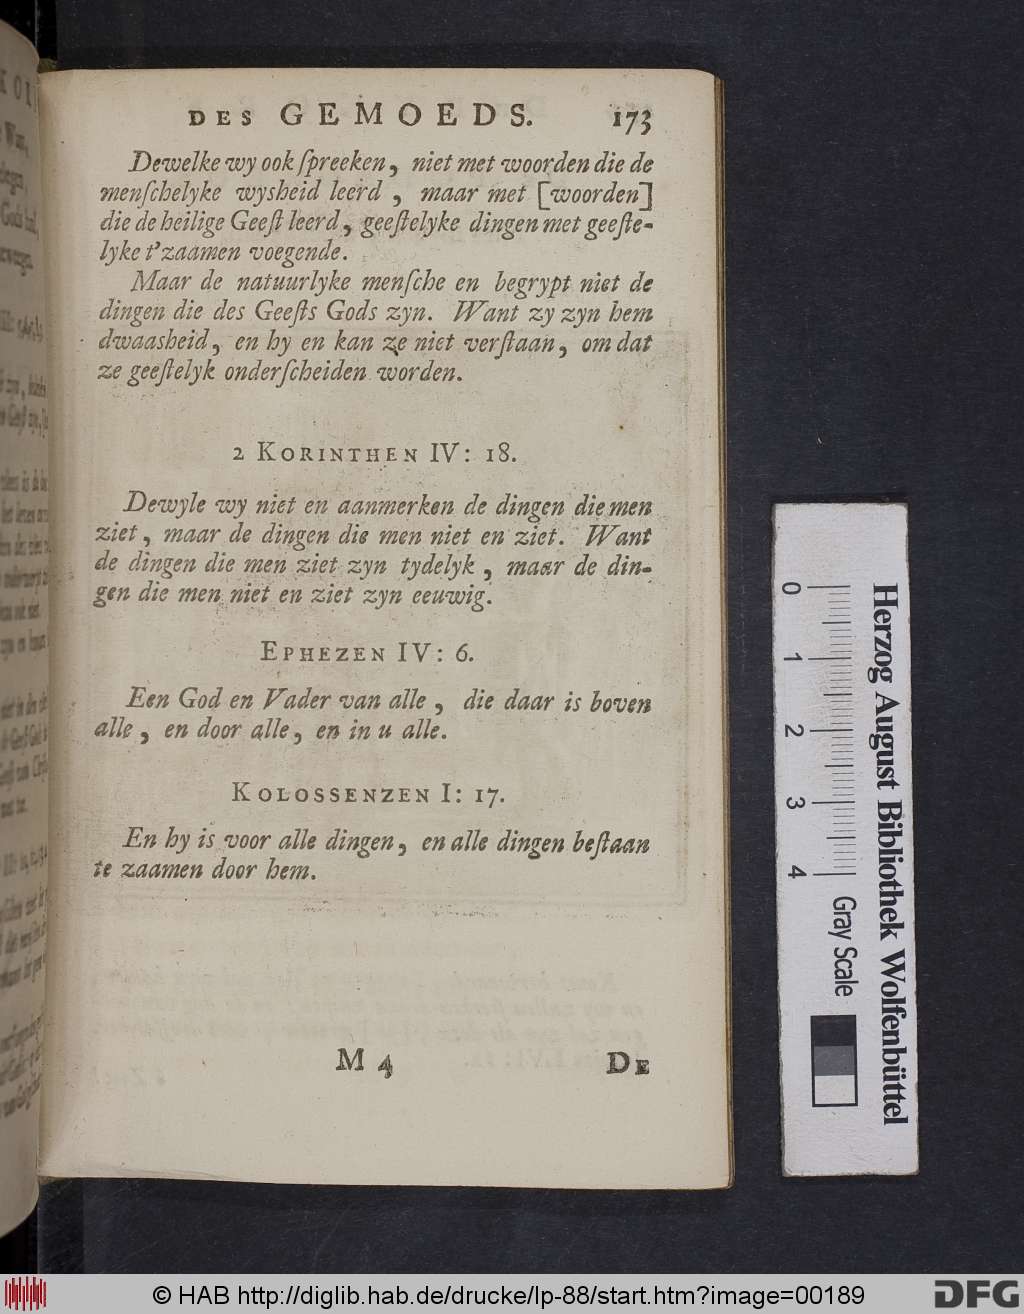 DES GEMOEDS. 173
Dewelke wy ook ſpreeken, niet met woorden die de
menſchelyke wysheid leerd, maar met [woorden]
die de heilige Geeſt leerd, geeſtelyke dingen met geeſte-
lyke t'zaamen voegende.
Maar de natuurlyke menſche en begrypt niet de
dingen die des Geeſts Gods zyn. Want zy zyn hem
dwaasheid, en hy en kan ze niet verſtaan, om dat
ze geeſtelyk onderſcheiden worden.
2 KORINTHEN IV: 18.
Dewyle wy niet en aanmerken de dingen die men
ziet, maar de dingen die men niet en ziet. Want
de dingen die men ziet zyn tydelyk, maar de din-
gen die men niet en ziet zyn eeuwig.
EPHEZEN IV: 6.
Een God en Vader van alle, die daar is boven
alle, en door alle, en in u alle.
KOLOSSENZEN I: 17.
En hy is voor alle dingen, en alle dingen beſtaan
te zaamen door hem.
M 4 DE
0 1 2 3 4 Gray Scale
Herzog August Bibliothek Wolfenbüttel
© HAB http://diglib.hab.de/drucke/lp-88/start.htm?image=00189
DFG